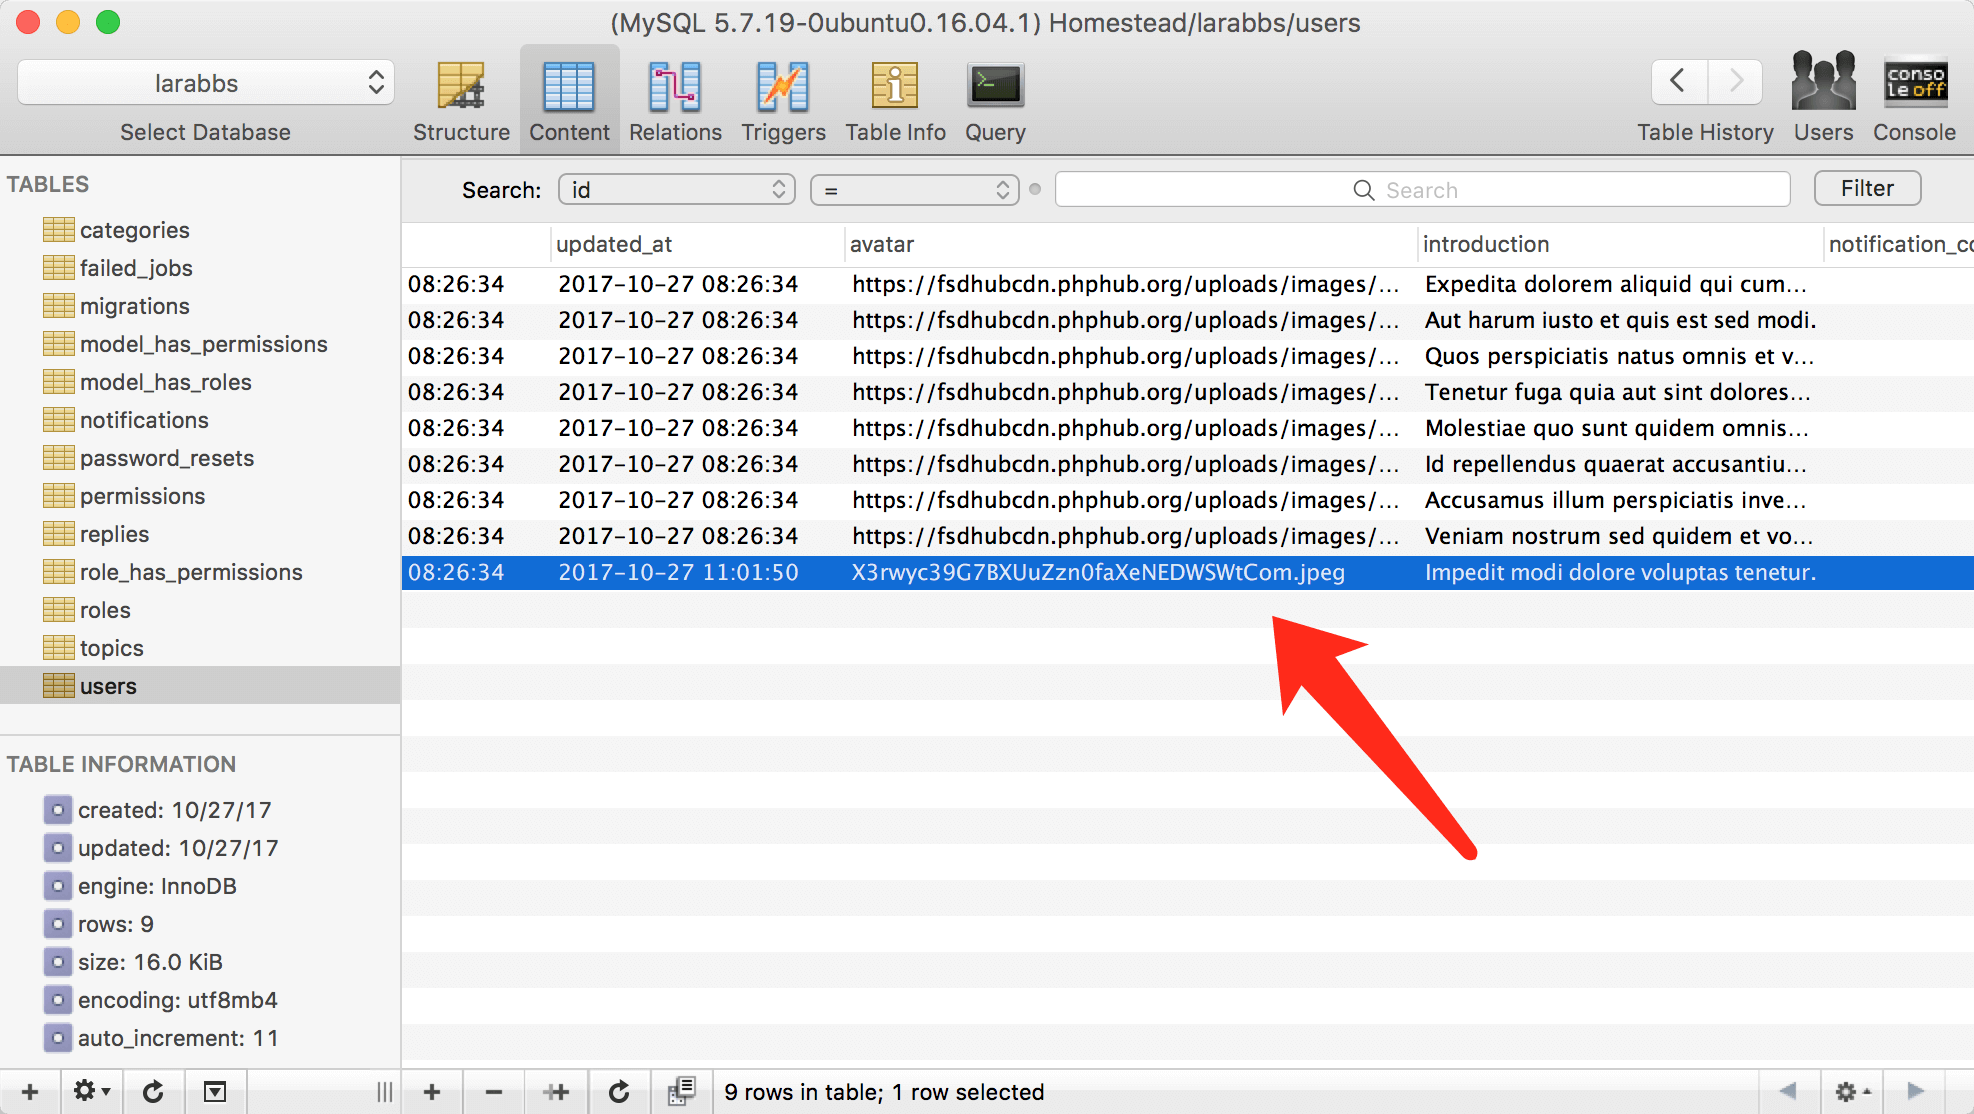 (MySQL 5.7.19-0ubuntu0.16.04.1) Homestead/larabbs/users
larabbs
Select Database
Structure
Content
Relations
Triggers
Table Info
Query
Table History
Users
conso
le off
Console
TABLES
categories
failed_jobs
migrations
model_has_permissions
model_has_roles
notifications
password_resets
permissions
replies
role_has_permissions
roles
topics
users
TABLE INFORMATION
created: 10/27/17
updated: 10/27/17
engine: InnoDB
rows: 9
size: 16.0 KiB
encoding: utf8mb4
auto_increment: 11
Search: id = Search Filter
updated_at avatar introduction notification_co
08:26:34 2017-10-27 08:26:34 https://fsdhubcdn.phphub.org/uploads/images/... Expedita dolorem aliquid qui cum...
08:26:34 2017-10-27 08:26:34 https://fsdhubcdn.phphub.org/uploads/images/... Aut harum iusto et quis est sed modi.
08:26:34 2017-10-27 08:26:34 https://fsdhubcdn.phphub.org/uploads/images/... Quos perspiciatis natus omnis et v...
08:26:34 2017-10-27 08:26:34 https://fsdhubcdn.phphub.org/uploads/images/... Tenetur fuga quia aut sint dolores...
08:26:34 2017-10-27 08:26:34 https://fsdhubcdn.phphub.org/uploads/images/... Molestiae quo sunt quidem omnis...
08:26:34 2017-10-27 08:26:34 https://fsdhubcdn.phphub.org/uploads/images/... Id repellendus quaerat accusantiu...
08:26:34 2017-10-27 08:26:34 https://fsdhubcdn.phphub.org/uploads/images/... Accusamus illum perspiciatis inve...
08:26:34 2017-10-27 08:26:34 https://fsdhubcdn.phphub.org/uploads/images/... Veniam nostrum sed quidem et vo...
08:26:34 2017-10-27 11:01:50 X3rwyc39G7BXUuZzn0faXeNEDWSWtCom.jpeg Impedit modi dolore voluptas tenetur.
9 rows in table; 1 row selected